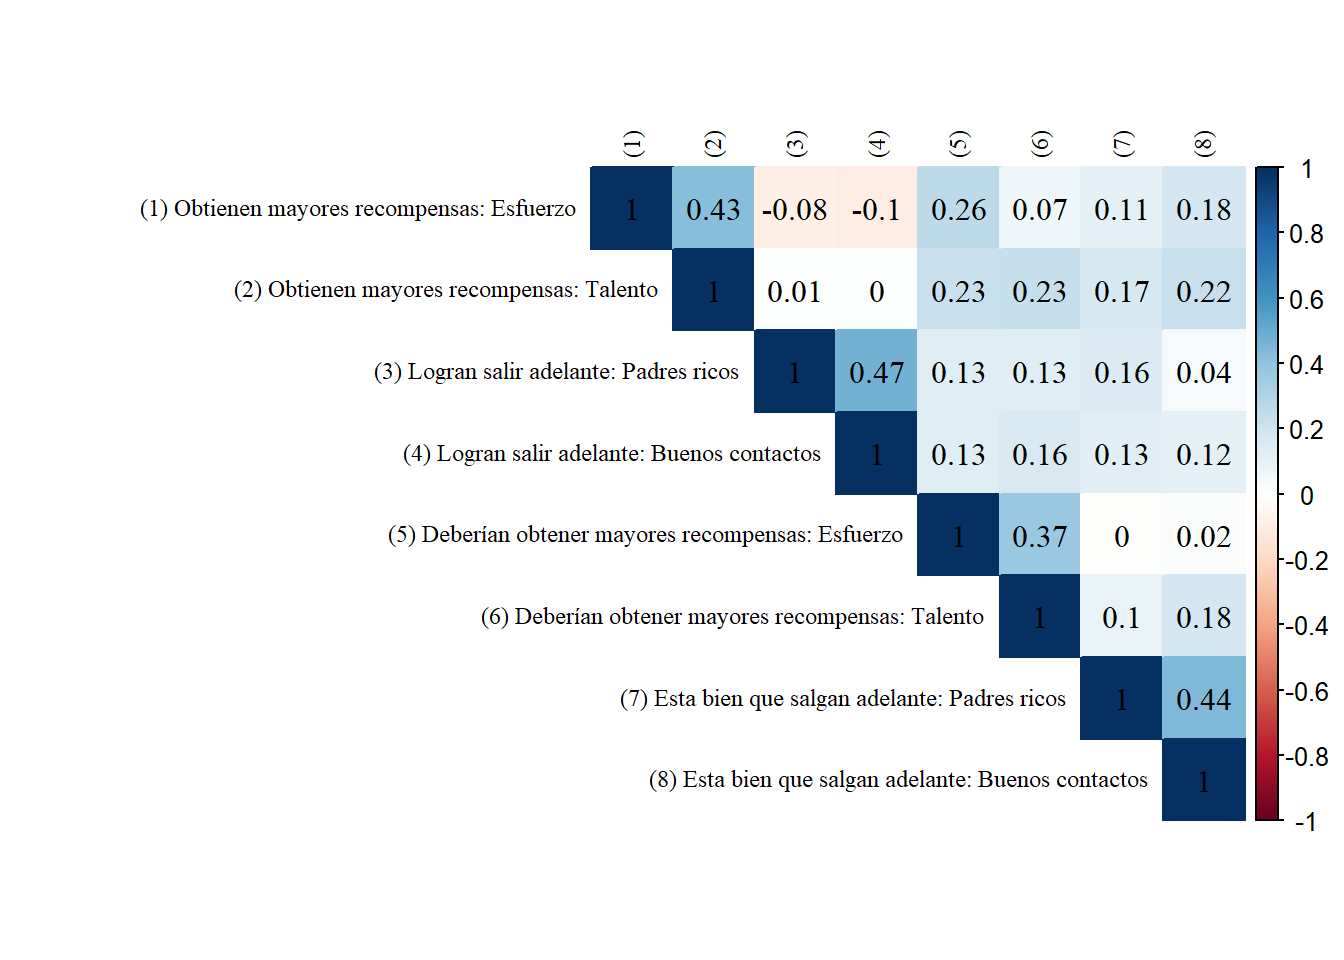 (1) (2) (3) (4) (5) (6) (7) (8)
(1) Obtienen mayores recompensas: Esfuerzo 1 0.43 -0.08 -0.1 0.26 0.07 0.11 0.18
(2) Obtienen mayores recompensas: Talento 1 0.01 0 0.23 0.23 0.17 0.22
(3) Logran salir adelante: Padres ricos 1 0.47 0.13 0.13 0.16 0.04
(4) Logran salir adelante: Buenos contactos 1 0.13 0.16 0.13 0.12
(5) Deberían obtener mayores recompensas: Esfuerzo 1 0.37 0 0.02
(6) Deberían obtener mayores recompensas: Talento 1 0.1 0.18
(7) Esta bien que salgan adelante: Padres ricos 1 0.44
(8) Esta bien que salgan adelante: Buenos contactos 1
1
0.8
0.6
0.4
0.2
0
-0.2
-0.4
-0.6
-0.8
-1